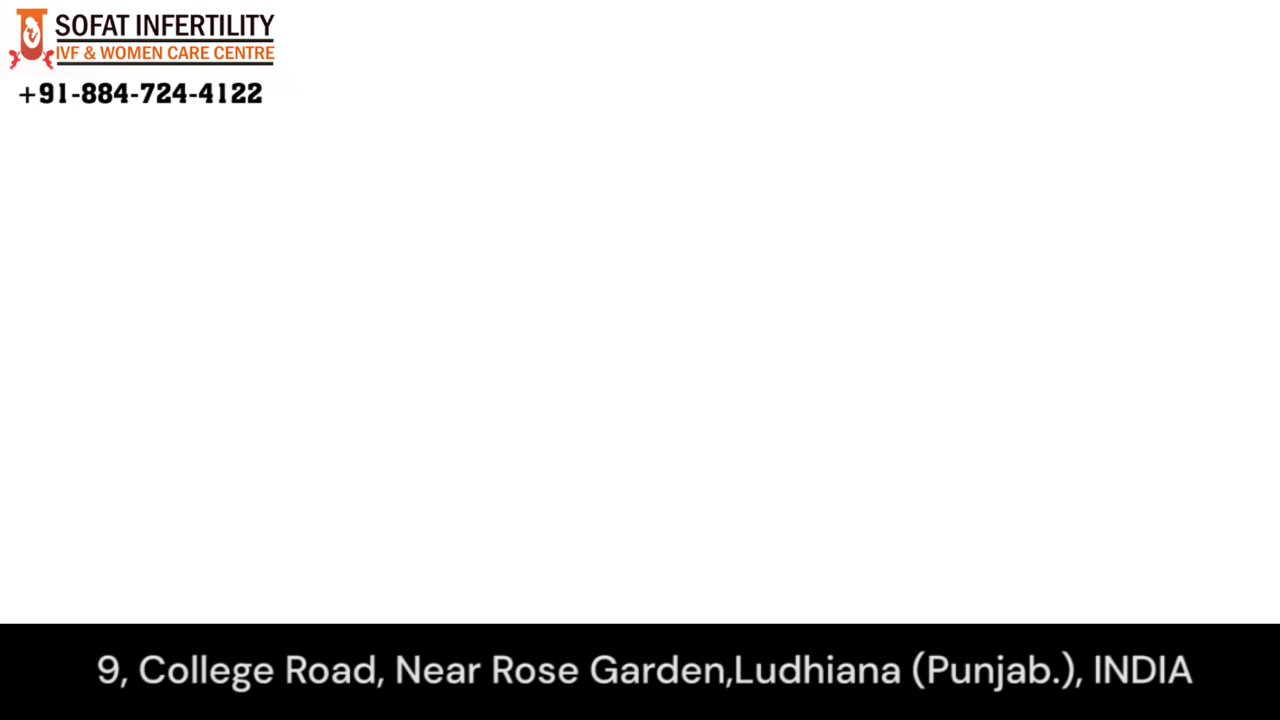 SOFAT INFERTILITY
IVF & WOMEN CARE CENTRE
+91-884-724-4122
9, College Road, Near Rose Garden,Ludhiana (Punjab.), INDIA